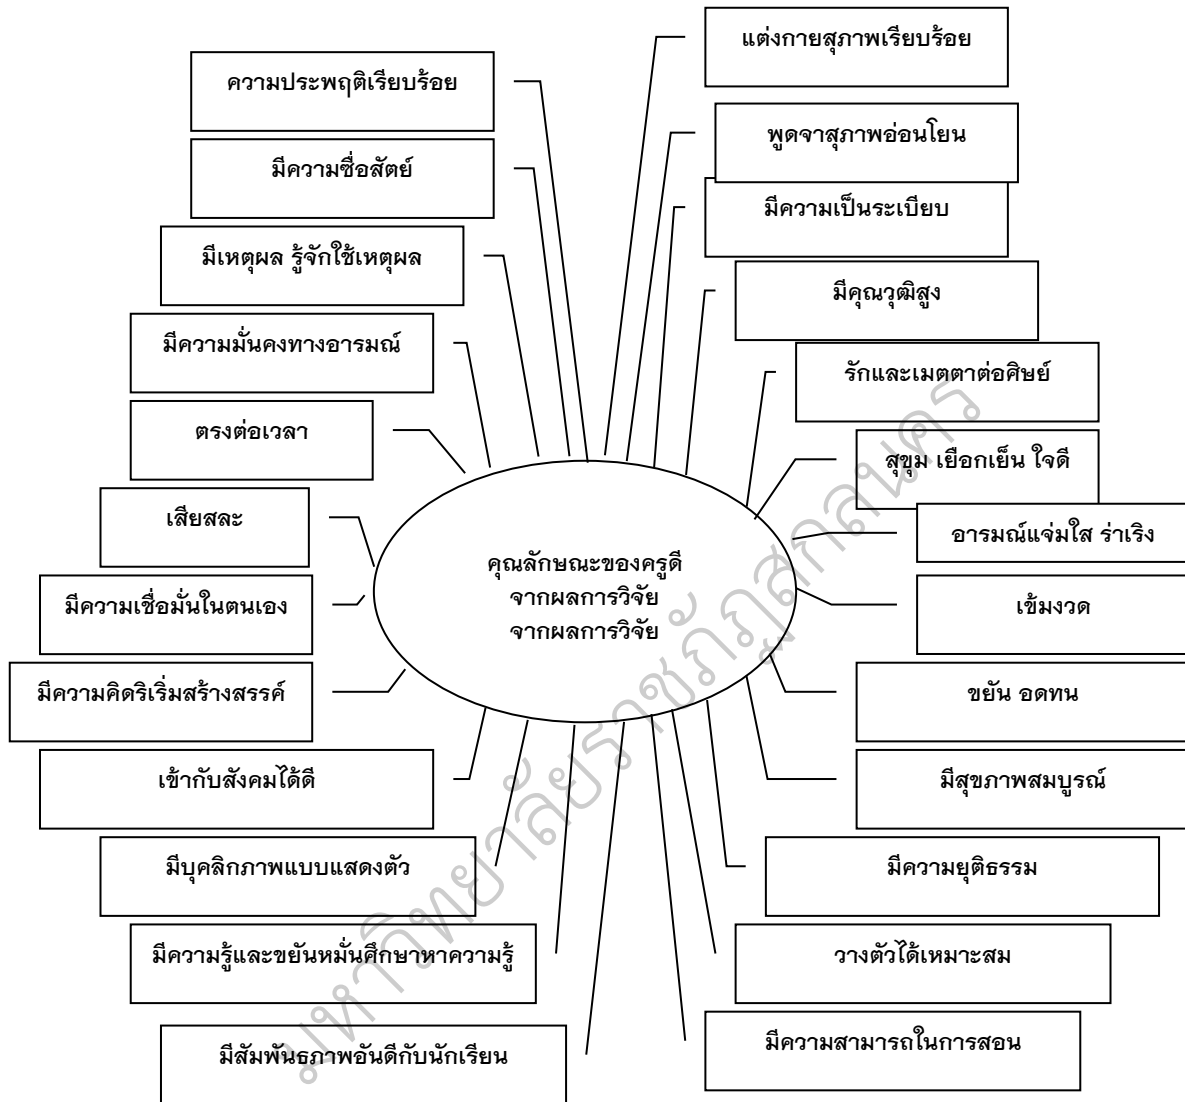 แต่งกายสุภาพเรียบร้อย
ความประพฤติเรียบร้อย
พูดจาสุภาพอ่อนโยน
มีความซื่อสัตย์
มีความเป็นระเบียบ
มีเหตุผล รู้จักใช้เหตุผล
มีคุณวุฒิสูง
มีความมั่นคงทางอารมณ์
รักและเมตตาต่อศิษย์
ตรงต่อเวลา
สุขุม เยือกเย็น ใจดี
เสียสละ
อารมณ์แจ่มใส ร่าเริง
คุณลักษณะของครูดี
จากผลการวิจัย
จากผลการวิจัย
มีความเชื่อมั่นในตนเอง
เข้มงวด
มีความคิดริเริ่มสร้างสรรค์
ขยัน อดทน
เข้ากับสังคมได้ดี
มีสุขภาพสมบูรณ์
มีบุคลิกภาพแบบแสดงตัว
มีความยุติธรรม
มีความรู้และขยันหมั่นศึกษาหาความรู้
วางตัวได้เหมาะสม
มีสัมพันธภาพอันดีกับนักเรียน
มีความสามารถในการสอน
มหาวิทยาลัยราชภัฏสกลนคร